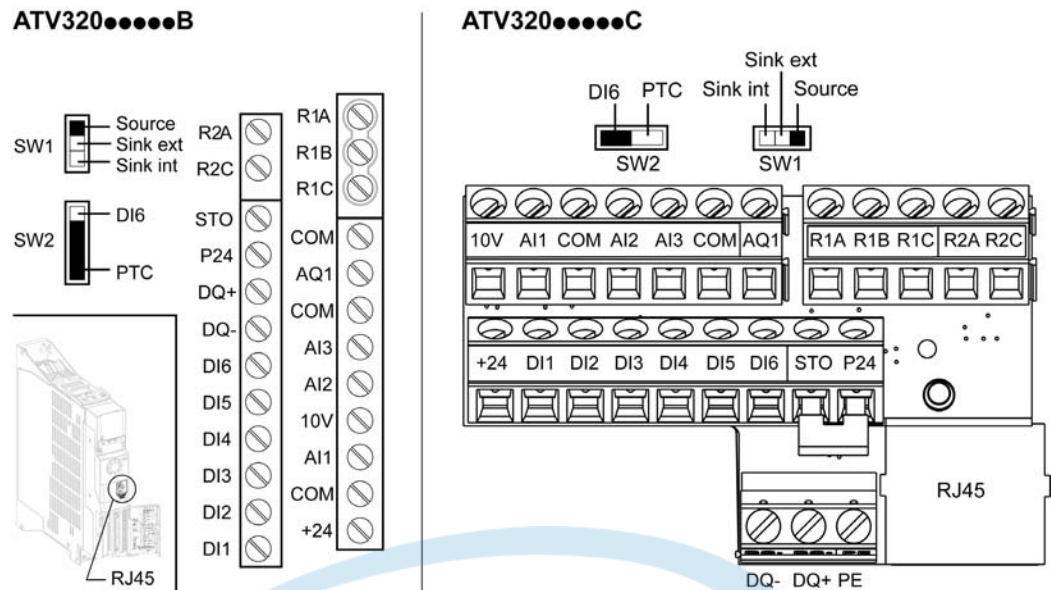 ATV320●●●●●B
SW1
Source
Sink ext
Sink int
SW2
DI6
PTC
RJ45
R2A
R2C
STO
P24
DQ+
DQ-
DI6
DI5
DI4
DI3
DI2
DI1
R1A
R1B
R1C
COM
AQ1
COM
AI3
AI2
10V
AI1
COM
+24
ATV320●●●●●C
DI6 PTC
SW2
Sink ext
Sink int Source
SW1
10V AI1 COM AI2 AI3 COM AQ1
R1A R1B R1C R2A R2C
+24 DI1 DI2 DI3 DI4 DI5 DI6 STO P24
RJ45
DQ- DQ+ PE